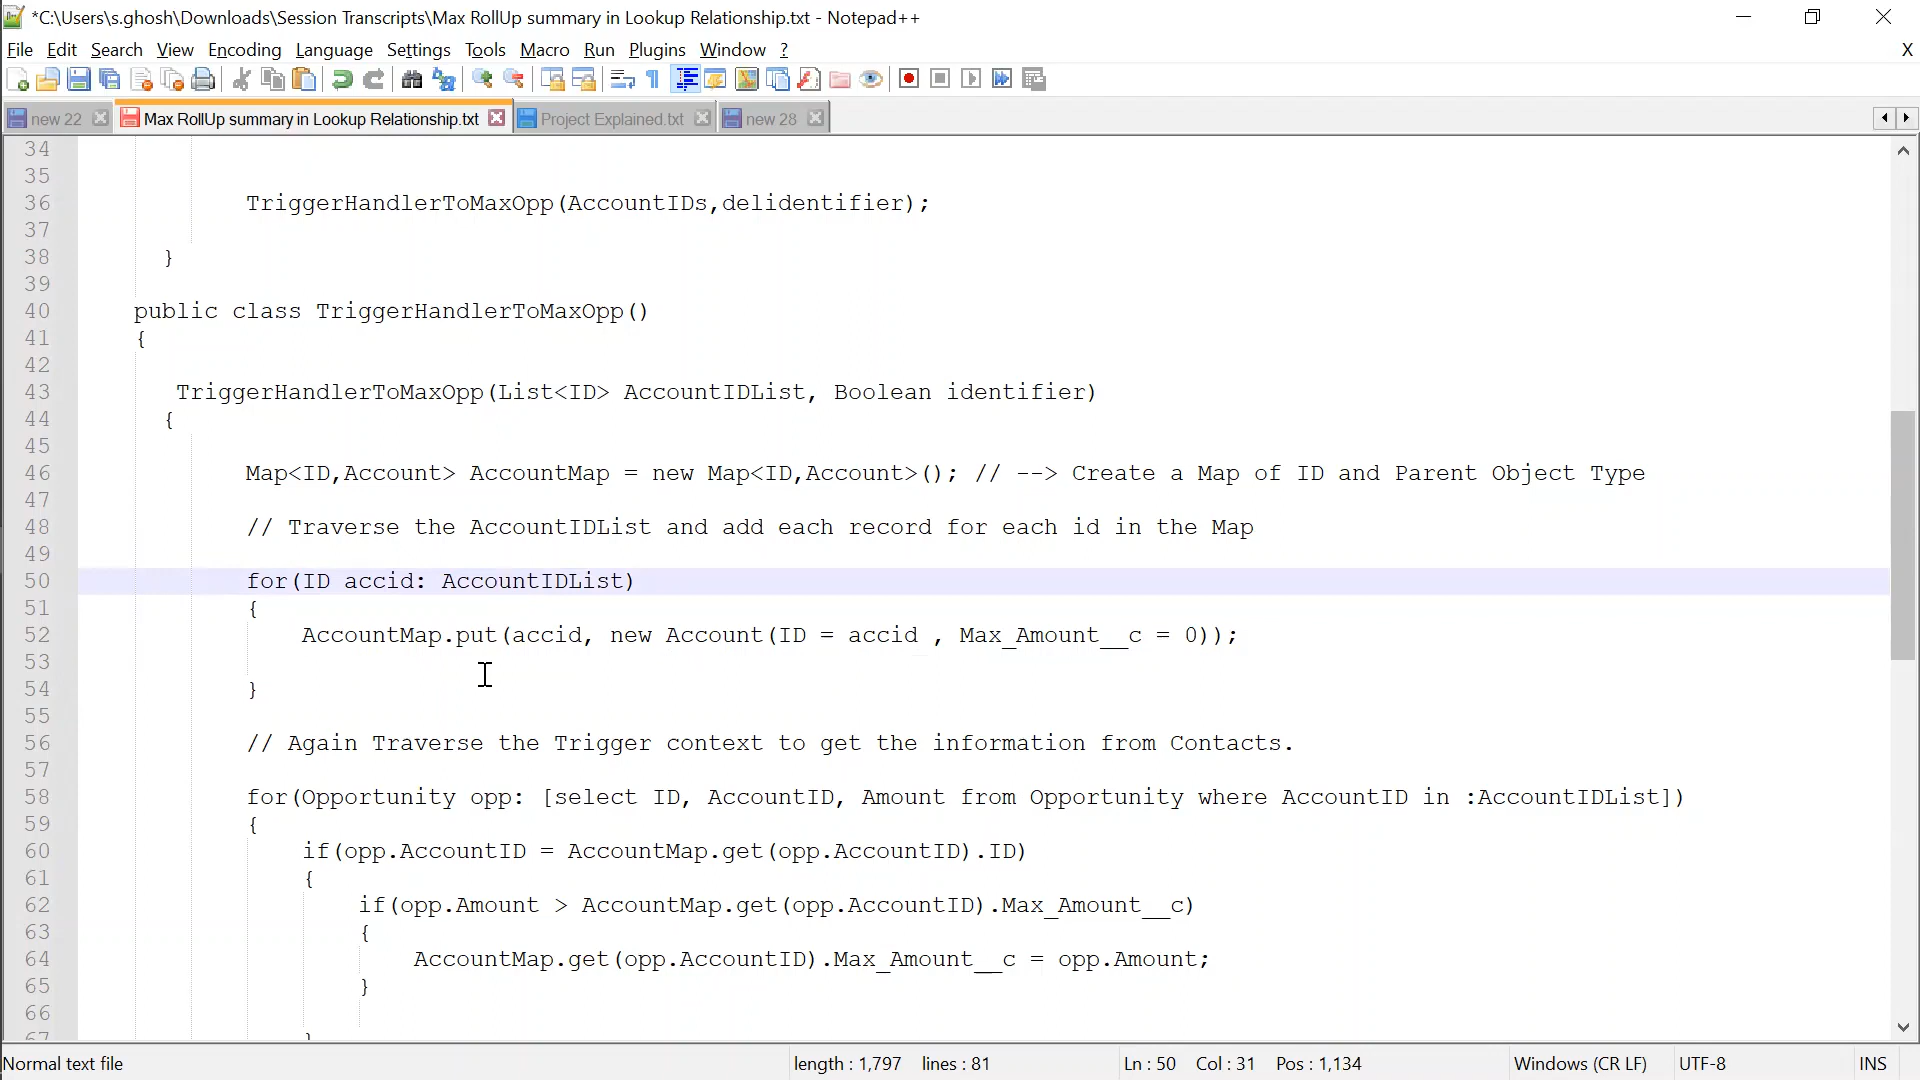 *C:\Users\s.ghosh\Downloads\Session Transcripts\Max RollUp summary in Lookup Relationship.txt - Notepad++
File Edit Search View Encoding Language Settings Tools Macro Run Plugins Window ? X
new 22 Max RollUp summary in Lookup Relationship.txt Project Explained.txt new 28
34
35
36 TriggerHandlerToMaxOpp(AccountIDs,delidentifier);
37
38 }
39
40 public class TriggerHandlerToMaxOpp()
41 {
42
43 TriggerHandlerToMaxOpp(List<ID> AccountIDList, Boolean identifier)
44 {
45
46 Map<ID,Account> AccountMap = new Map<ID,Account>(); // --> Create a Map of ID and Parent Object Type
47
48 // Traverse the AccountIDList and add each record for each id in the Map
49
50 for(ID accid: AccountIDList)
51 {
52 AccountMap.put(accid, new Account(ID = accid , Max_Amount__c = 0));
53
54 }
55
56 // Again Traverse the Trigger context to get the information from Contacts.
57
58 for(Opportunity opp: [select ID, AccountID, Amount from Opportunity where AccountID in :AccountIDList])
59 {
60 if(opp.AccountID = AccountMap.get(opp.AccountID).ID)
61 {
62 if(opp.Amount > AccountMap.get(opp.AccountID).Max_Amount__c)
63 {
64 AccountMap.get(opp.AccountID).Max_Amount__c = opp.Amount;
65 }
66
67 }
Normal text file length : 1,797 lines : 81 Ln : 50 Col : 31 Pos : 1,134 Windows (CR LF) UTF-8 INS